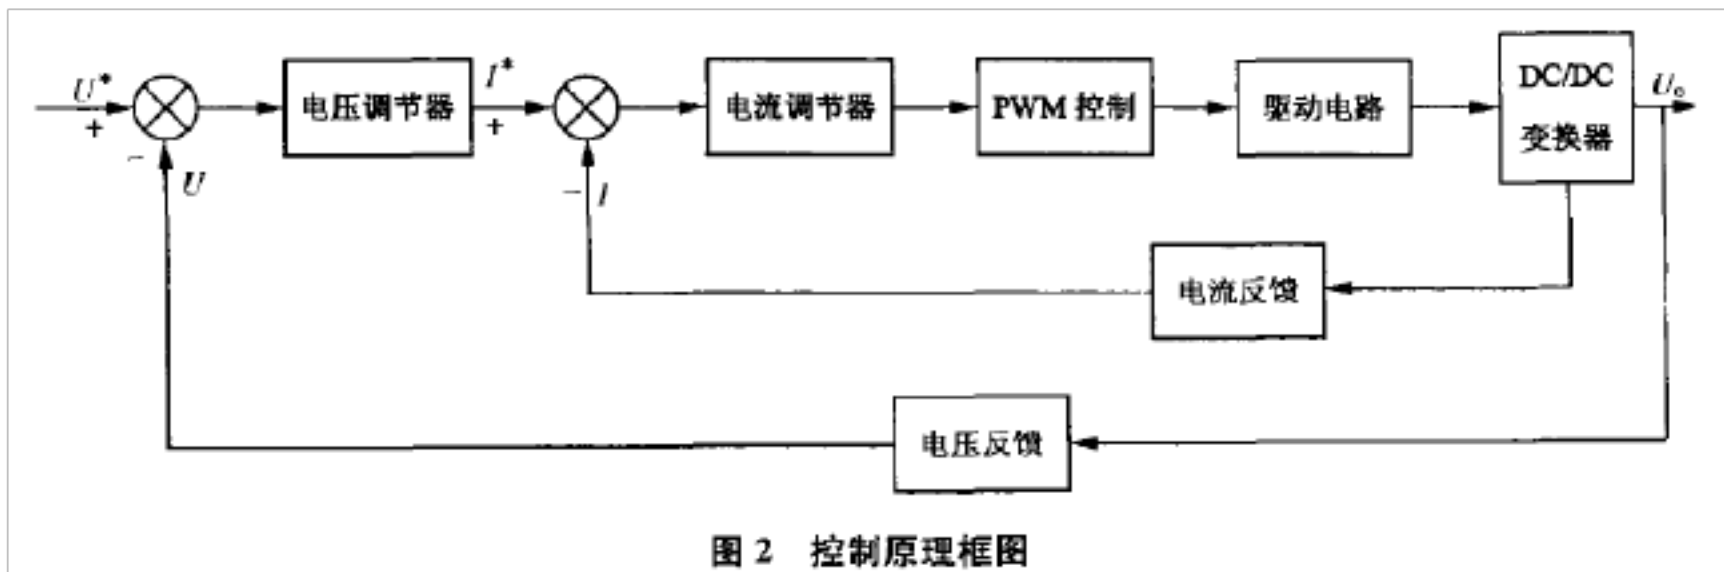 U*
+
-
U
电压调节器
I*
+
- I
电流调节器
PWM 控制
驱动电路
DC/DC
变换器
Uo
电流反馈
电压反馈
图 2 控制原理框图